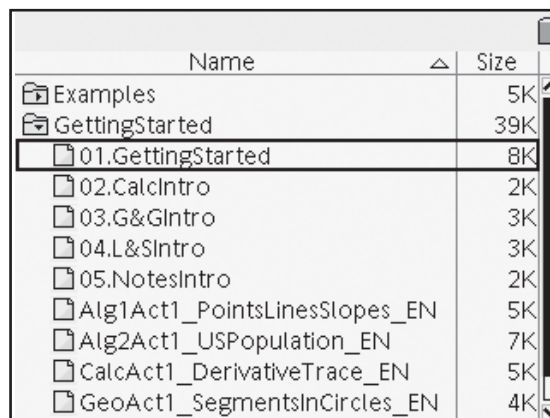 Name Size
Examples 5K
GettingStarted 39K
01.GettingStarted 8K
02.CalcIntro 2K
03.G&GIntro 3K
04.L&SIntro 3K
05.NotesIntro 2K
Alg1Act1_PointsLinesSlopes_EN 5K
Alg2Act1_USPopulation_EN 7K
CalcAct1_DerivativeTrace_EN 5K
GeoAct1_SegmentsInCircles_EN 4K